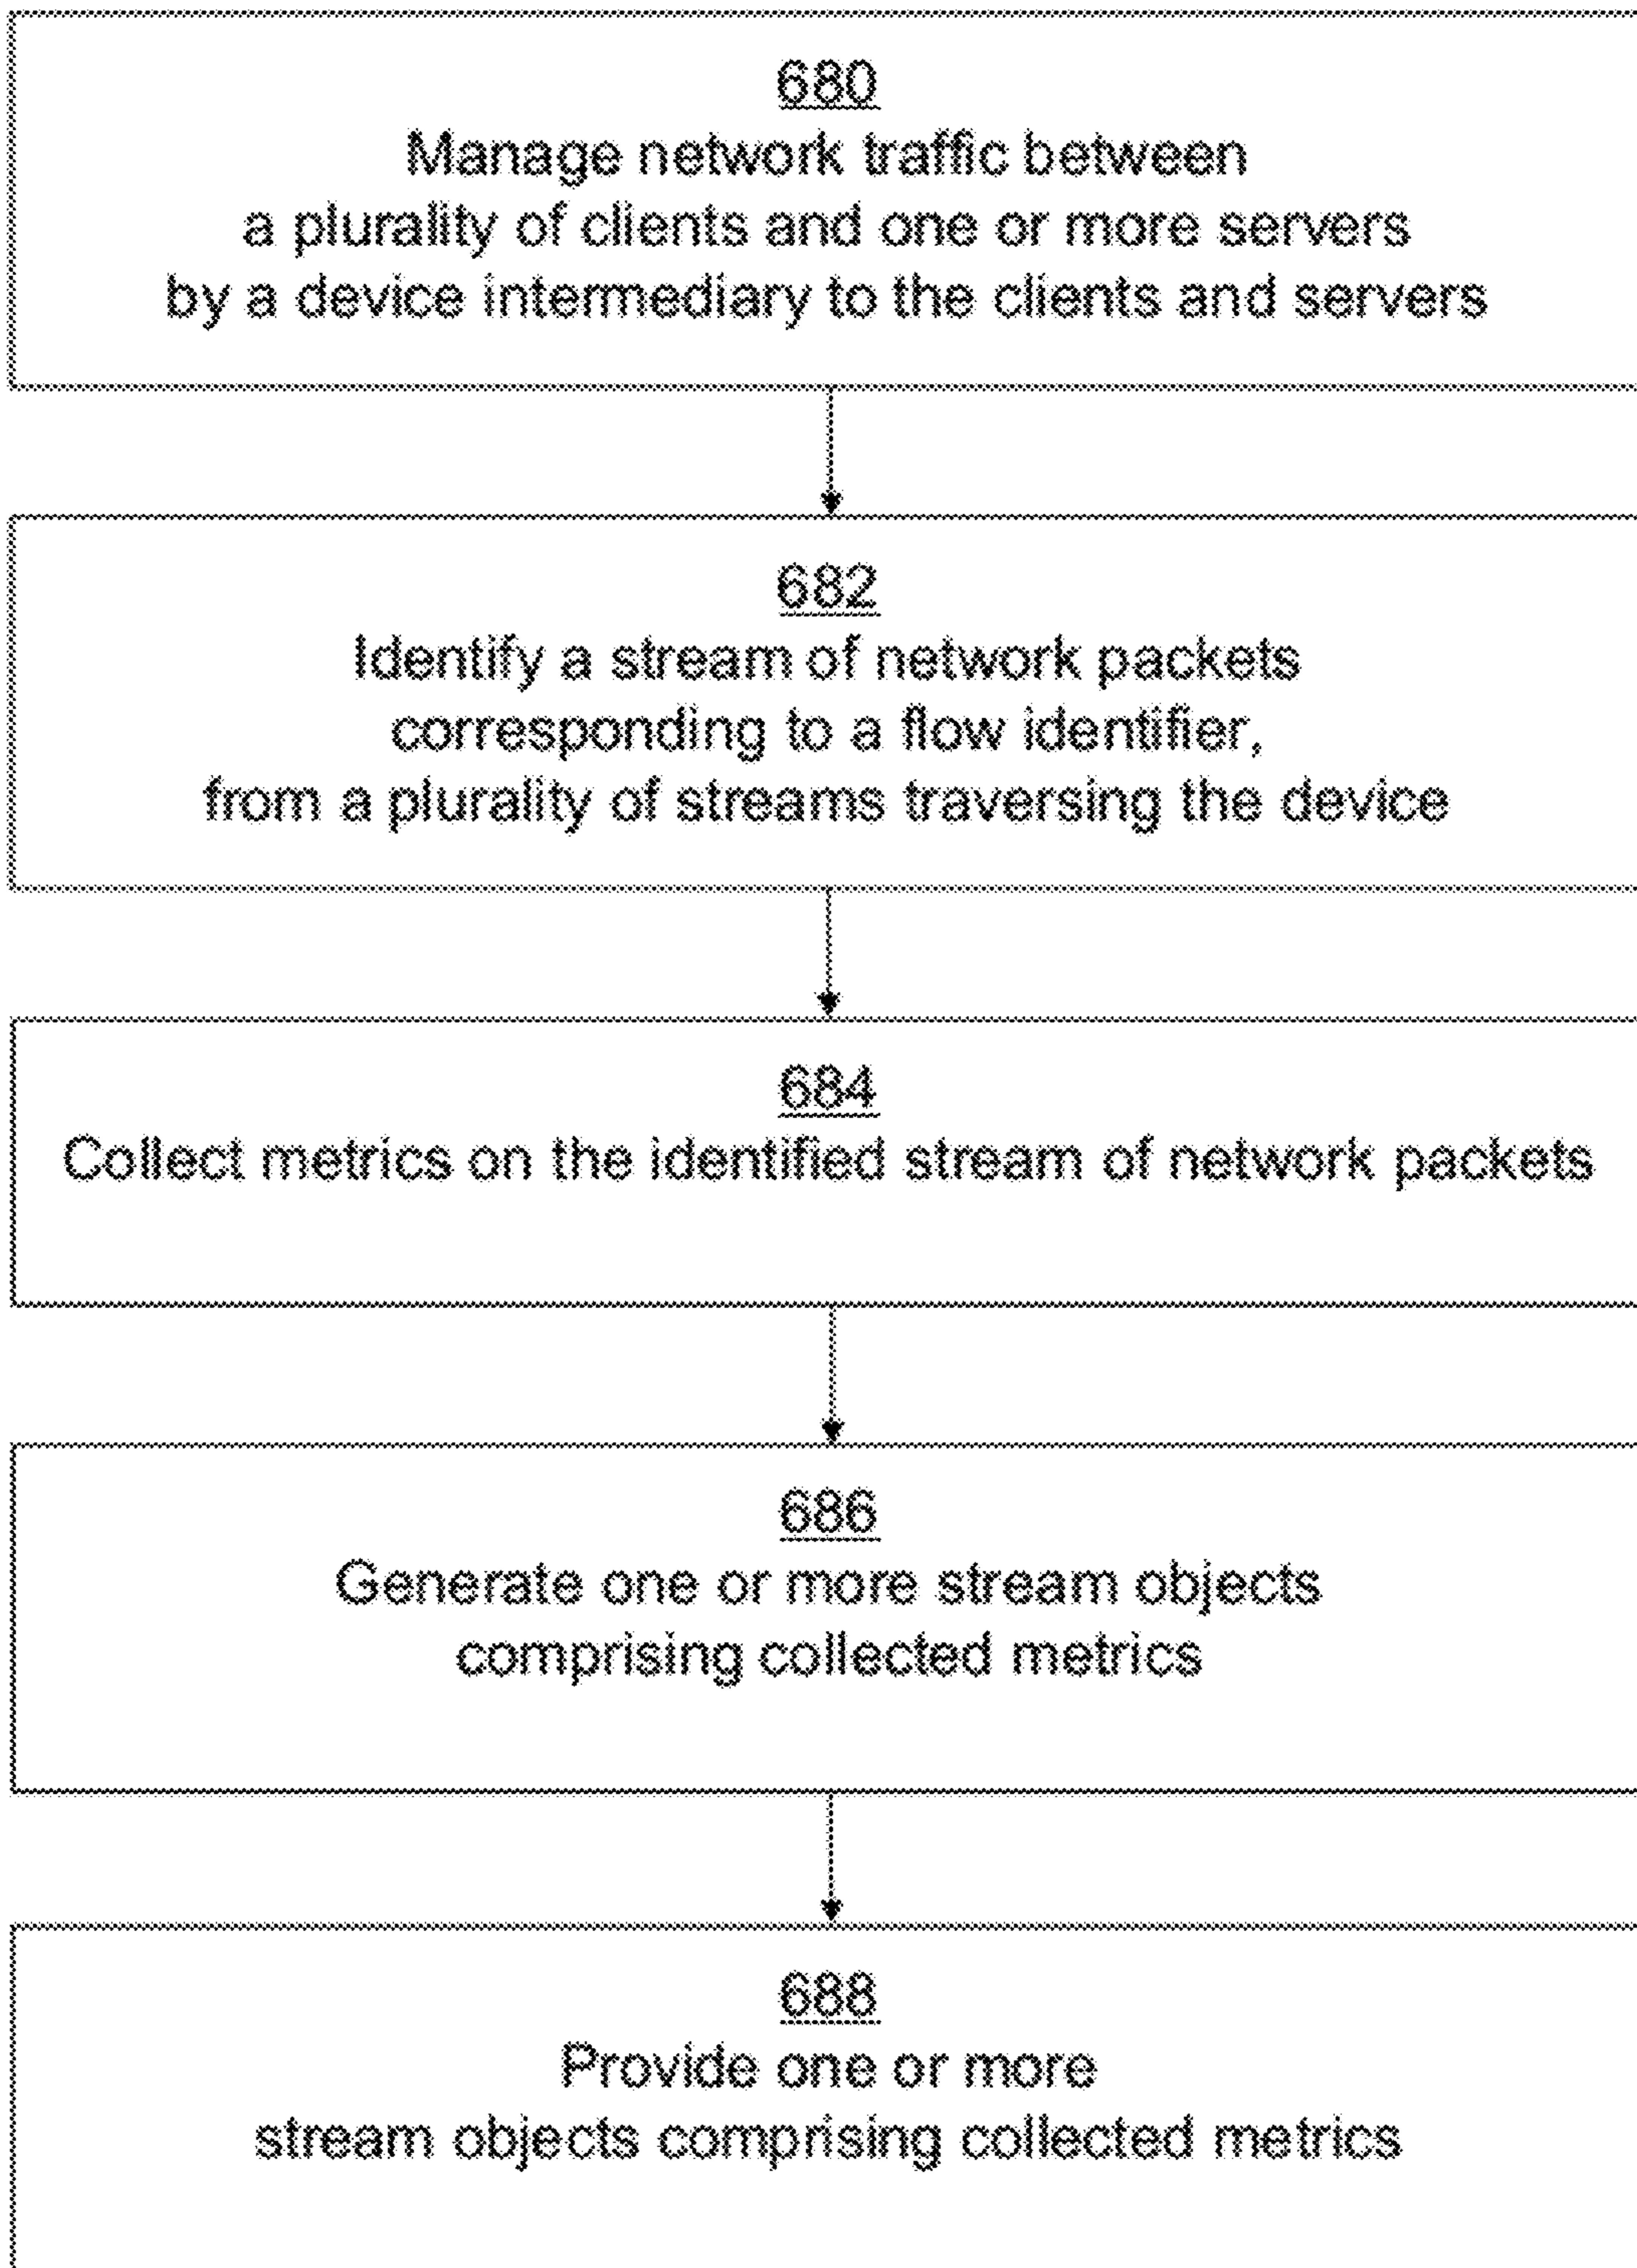 680
Manage network traffic between
a plurality of clients and one or more servers
by a device intermediary to the clients and servers
682
Identify a stream of network packets
corresponding to a flow identifier,
from a plurality of streams traversing the device
684
Collect metrics on the identified stream of network packets
686
Generate one or more stream objects
comprising collected metrics
688
Provide one or more
stream objects comprising collected metrics